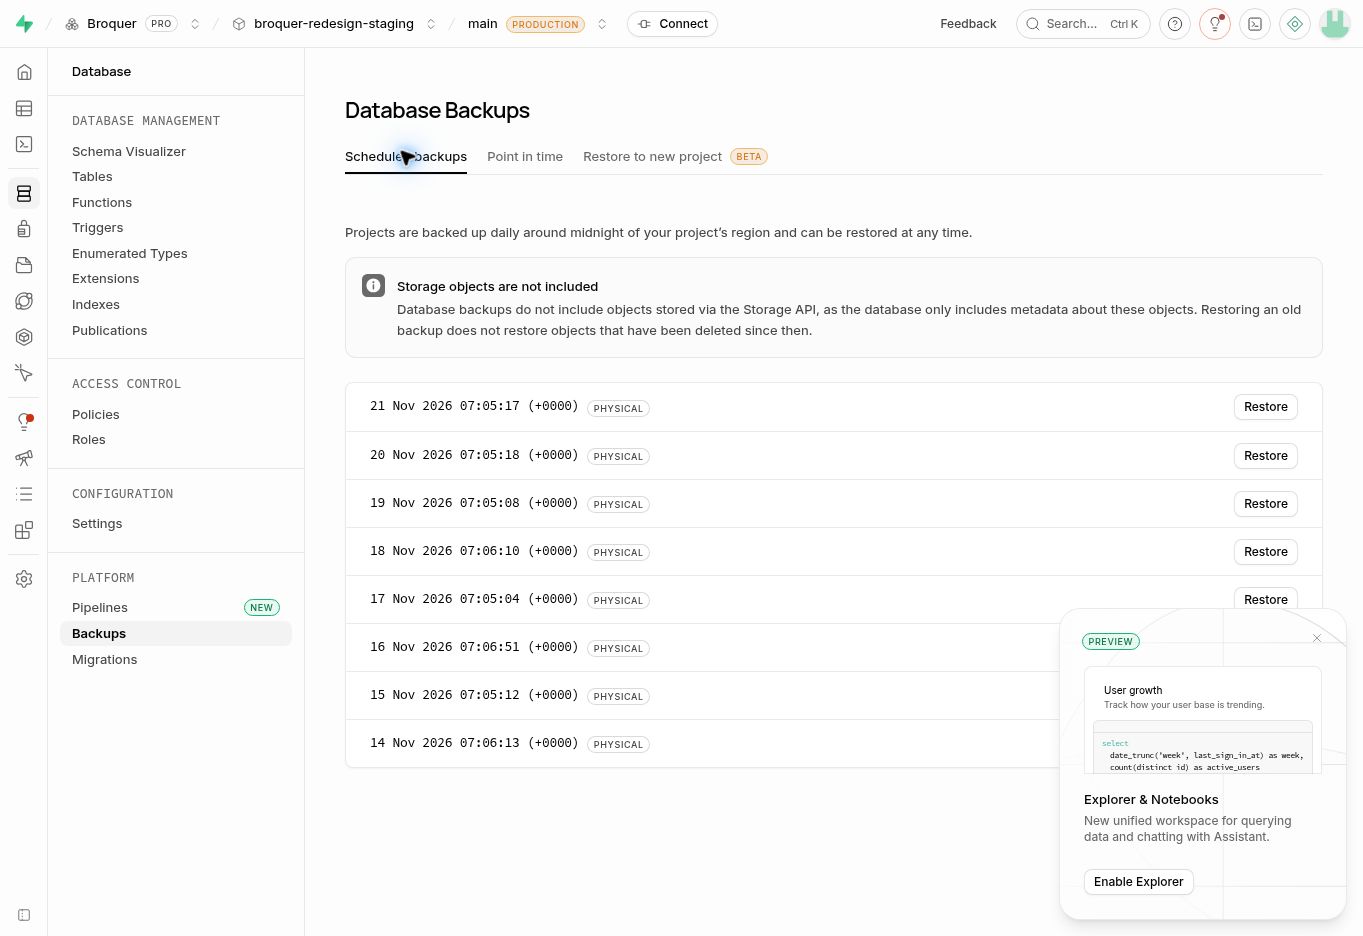 Broquer PRO broquer-redesign-staging main PRODUCTION Connect Feedback Search... Ctrl K
Database
DATABASE MANAGEMENT
Schema Visualizer
Tables
Functions
Triggers
Enumerated Types
Extensions
Indexes
Publications
ACCESS CONTROL
Policies
Roles
CONFIGURATION
Settings
PLATFORM
Pipelines NEW
Backups
Migrations
Database Backups
Scheduled backups Point in time Restore to new project BETA
Projects are backed up daily around midnight of your project's region and can be restored at any time.
Storage objects are not included
Database backups do not include objects stored via the Storage API, as the database only includes metadata about these objects. Restoring an old
backup does not restore objects that have been deleted since then.
21 Nov 2026 07:05:17 (+0000) PHYSICAL Restore
20 Nov 2026 07:05:18 (+0000) PHYSICAL Restore
19 Nov 2026 07:05:08 (+0000) PHYSICAL Restore
18 Nov 2026 07:06:10 (+0000) PHYSICAL Restore
17 Nov 2026 07:05:04 (+0000) PHYSICAL Restore
16 Nov 2026 07:06:51 (+0000) PHYSICAL
15 Nov 2026 07:05:12 (+0000) PHYSICAL
14 Nov 2026 07:06:13 (+0000) PHYSICAL
PREVIEW
User growth
Track how your user base is trending.
select
date_trunc('week', last_sign_in_at) as week,
count(distinct id) as active_users
Explorer & Notebooks
New unified workspace for querying
data and chatting with Assistant.
Enable Explorer